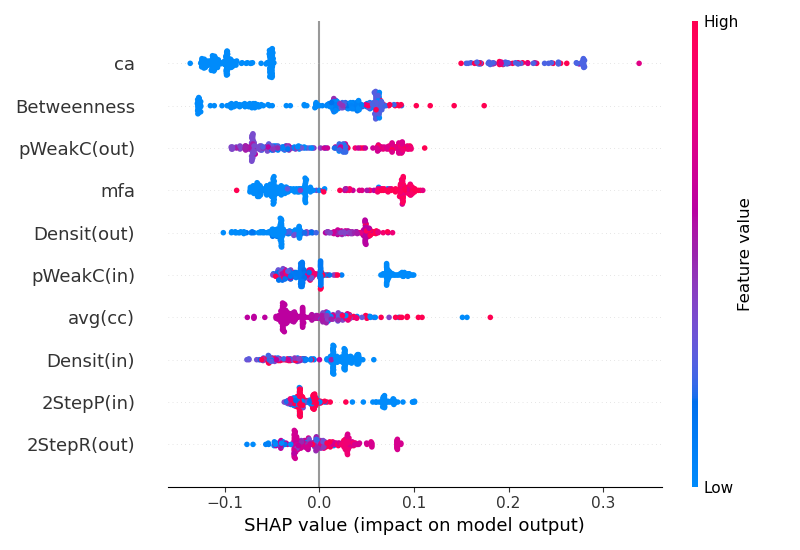 High
ca
Betweenness
pWeakC(out)
mfa
Densit(out)
pWeakC(in)
avg(cc)
Densit(in)
2StepP(in)
2StepR(out)
Feature value
Low
−0.1 0.0 0.1 0.2 0.3
SHAP value (impact on model output)